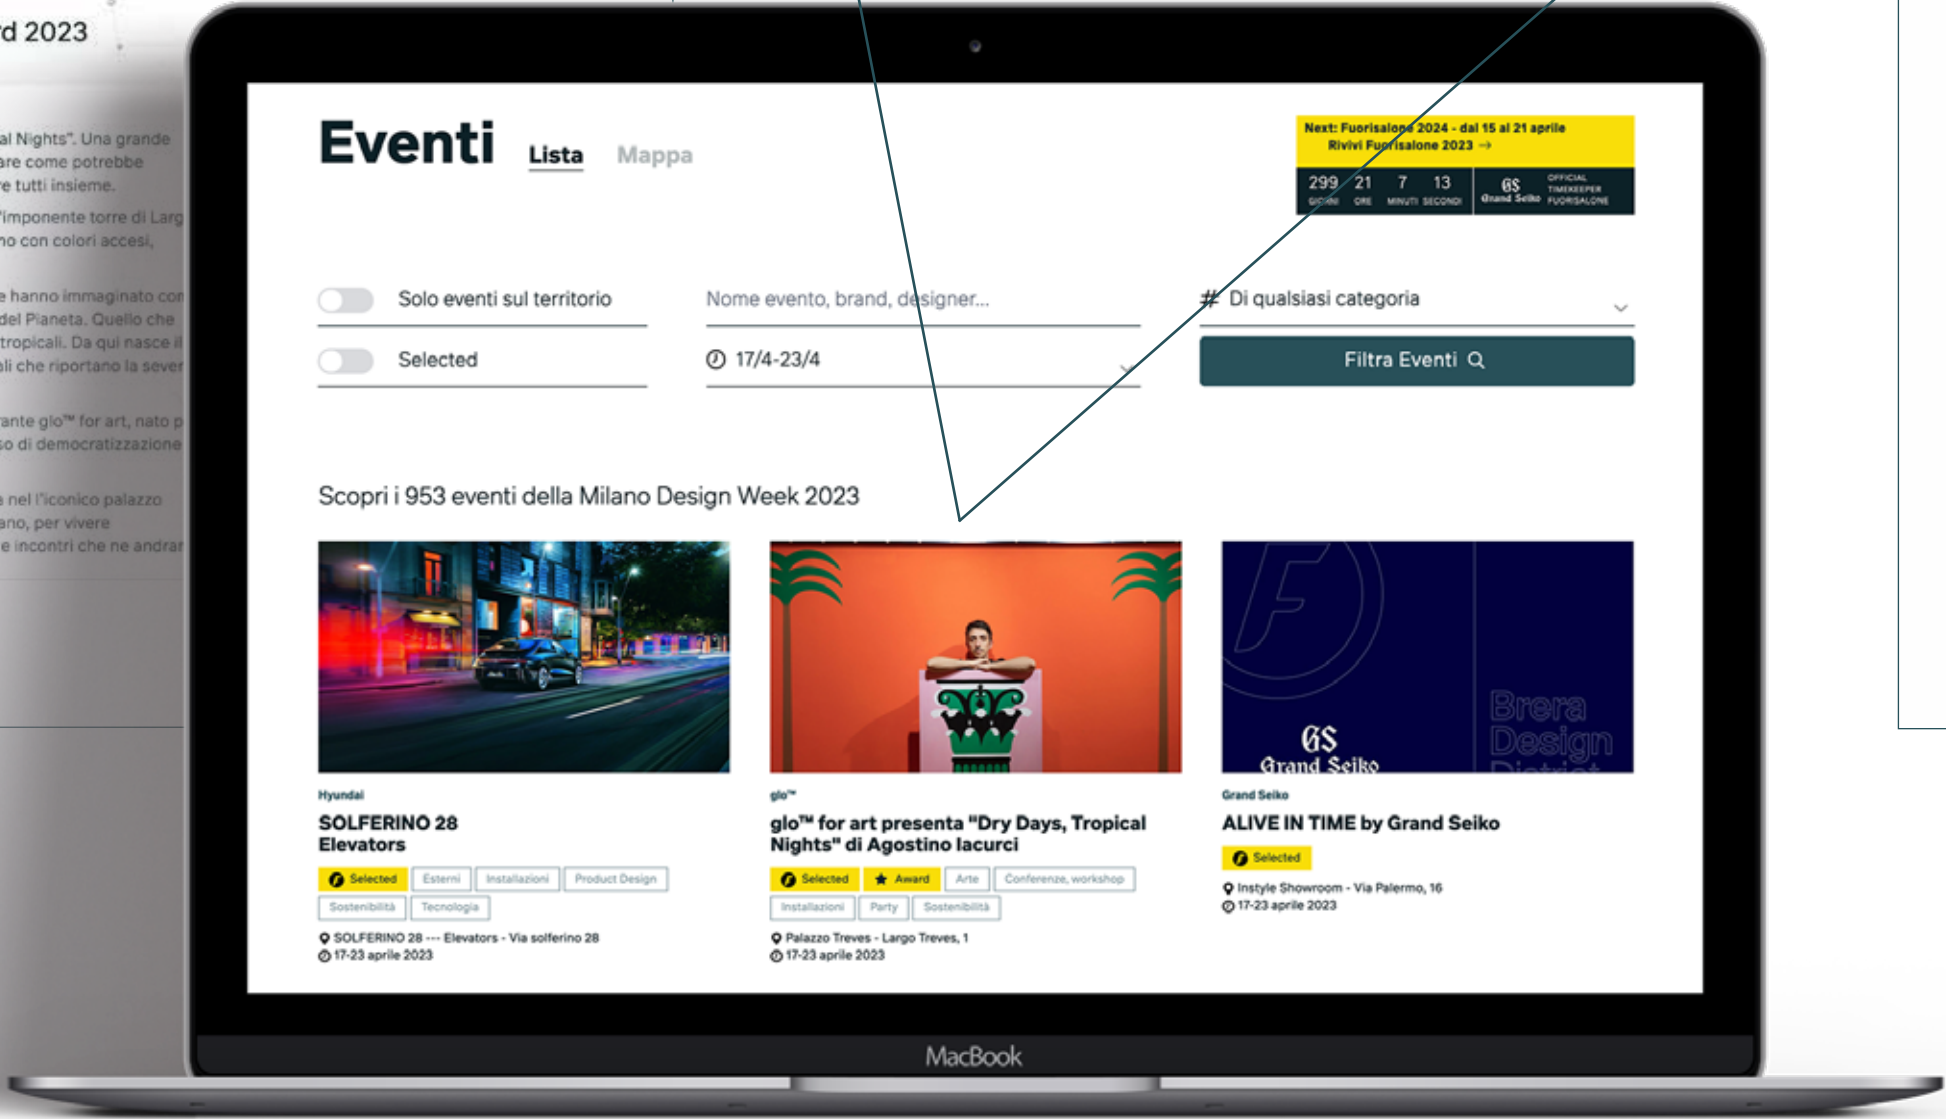 rd 2023
al Nights". Una grande
are come potrebbe
re tutti insieme.
'imponente torre di Larg
no con colori accesi,
e hanno immaginato con
del Pianeta. Quello che
tropicali. Da qui nasce il
ali che riportano la sever
rante glo™ for art, nato p
so di democratizzazione
a nel l'iconico palazzo
ano, per vivere
e incontri che ne andran
Eventi
Lista
Mappa
Next: Fuorisalone 2024 - dal 15 al 21 aprile
Rivivi Fuorisalone 2023 →
299 21 7 13
GIORNI ORE MINUTI SECONDI
GS
Grand Seiko
OFFICIAL
TIMEKEEPER
FUORISALONE
Solo eventi sul territorio
Nome evento, brand, designer...
# Di qualsiasi categoria
Selected
17/4-23/4
Filtra Eventi
Scopri i 953 eventi della Milano Design Week 2023
GS
Grand Seiko
Brera
Design
District
Hyundai
SOLFERINO 28
Elevators
Selected Esterni Installazioni Product Design
Sostenibilità Tecnologia
SOLFERINO 28 --- Elevators - Via solferino 28
17-23 aprile 2023
glo™
glo™ for art presenta "Dry Days, Tropical
Nights" di Agostino Iacurci
Selected Award Arte Conferenze, workshop
Installazioni Party Sostenibilità
Palazzo Treves - Largo Treves, 1
17-23 aprile 2023
Grand Seiko
ALIVE IN TIME by Grand Seiko
Selected
Instyle Showroom - Via Palermo, 16
17-23 aprile 2023
MacBook